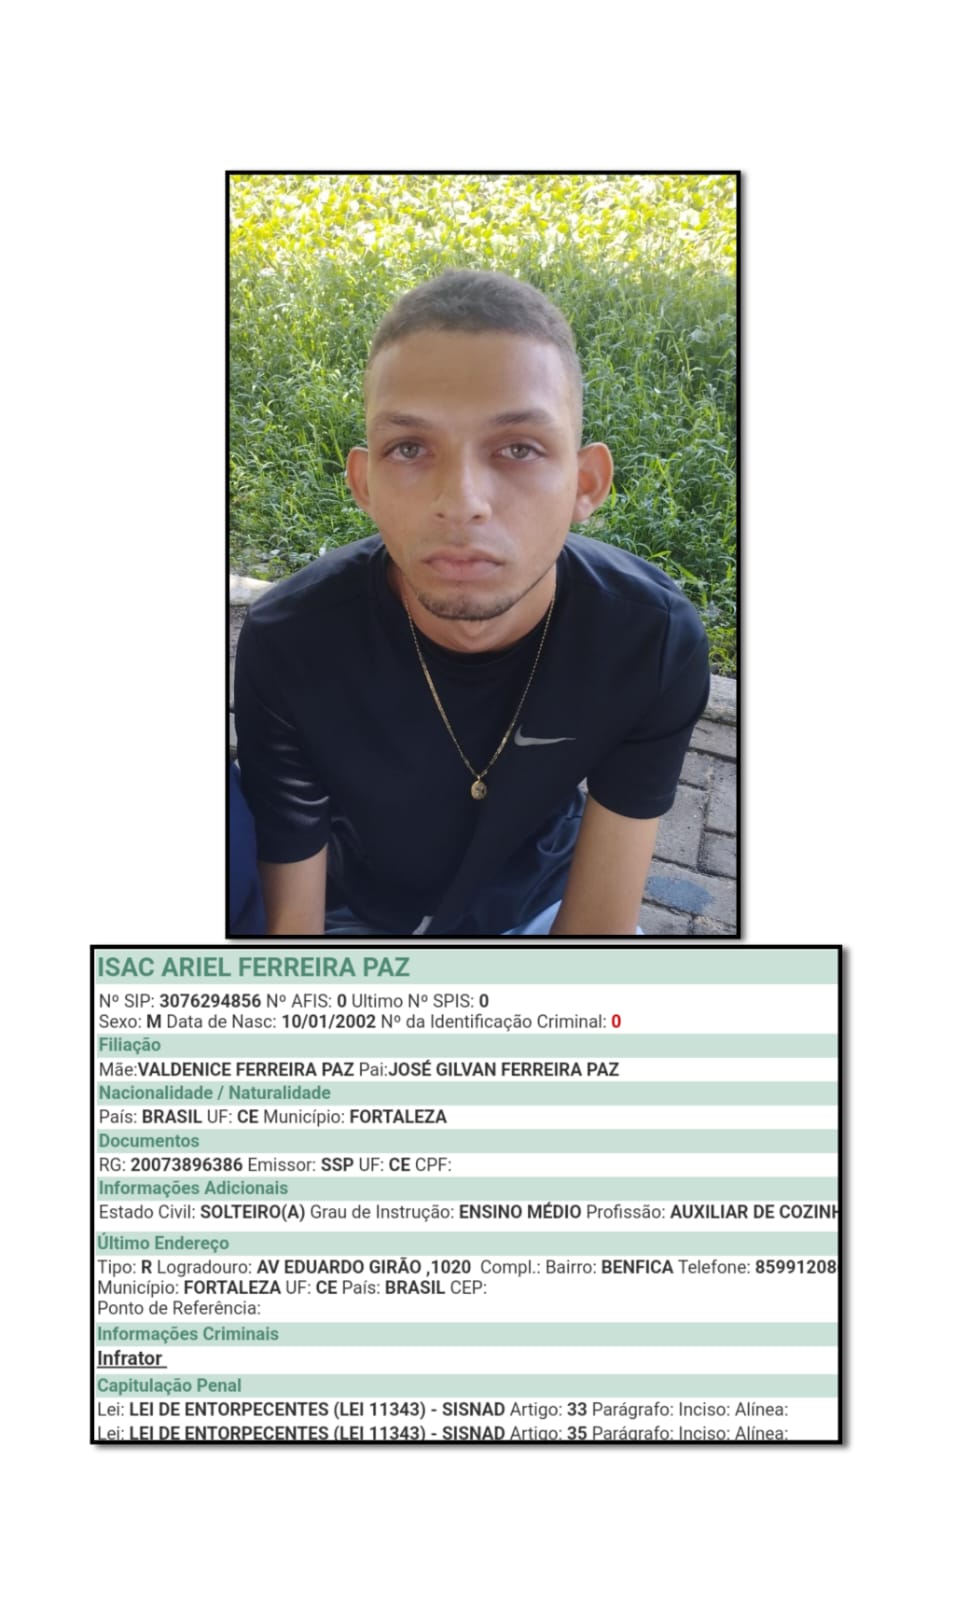 ISAC ARIEL FERREIRA PAZ
Nº SIP: 3076294856 Nº AFIS: 0 Ultimo Nº SPIS: 0
Sexo: M Data de Nasc: 10/01/2002 Nº da Identificação Criminal: 0
Filiação
Mãe:VALDENICE FERREIRA PAZ Pai:JOSÉ GILVAN FERREIRA PAZ
Nacionalidade / Naturalidade
País: BRASIL UF: CE Município: FORTALEZA
Documentos
RG: 20073896386 Emissor: SSP UF: CE CPF:
Informações Adicionais
Estado Civil: SOLTEIRO(A) Grau de Instrução: ENSINO MÉDIO Profissão: AUXILIAR DE COZINH
Último Endereço
Tipo: R Logradouro: AV EDUARDO GIRÃO ,1020 Compl.: Bairro: BENFICA Telefone: 85991208
Município: FORTALEZA UF: CE País: BRASIL CEP:
Ponto de Referência:
Informações Criminais
Infrator
Capitulação Penal
Lei: LEI DE ENTORPECENTES (LEI 11343) - SISNAD Artigo: 33 Parágrafo: Inciso: Alínea:
Lei: LEI DE ENTORPECENTES (LEI 11343) - SISNAD Artigo: 35 Parágrafo: Inciso: Alínea: